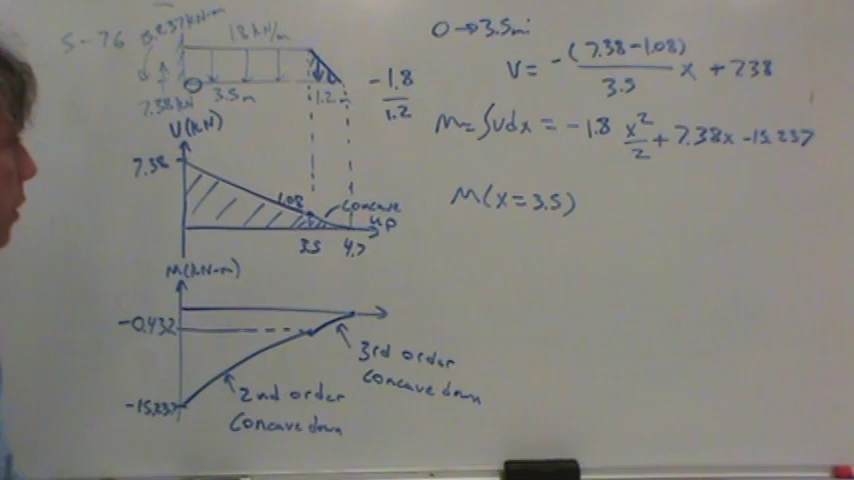 5-76
15.237 kN-m
1.8 kN/m
7.38 kN
3.5m
1.2m
-1.8
1.2
V(kN)
7.38
1.08
concave
up
3.5
4.7
M(kN-m)
-0.432
3rd order
concave down
-15.237
2nd order
concave down
0→3.5m:
V = -(7.38-1.08)/3.5 x + 7.38
M=∫vdx = -1.8 x²/2 + 7.38x -15.237
M(x=3.5)